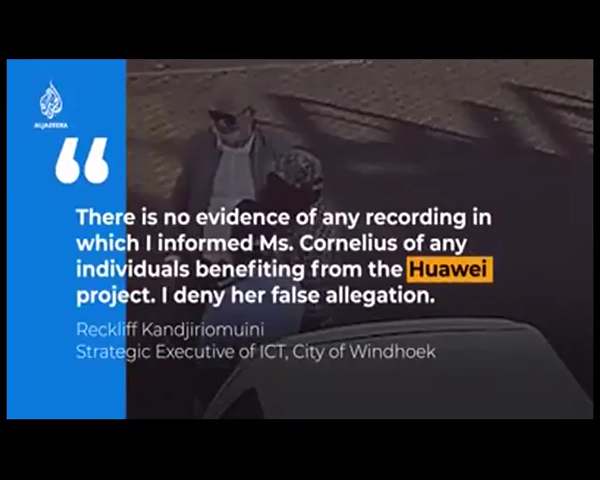 ALJAZEERA
“
There is no evidence of any recording in
which I informed Ms. Cornelius of any
individuals benefiting from the Huawei
project. I deny her false allegation.
Reckliff Kandjiriomuini
Strategic Executive of ICT, City of Windhoek